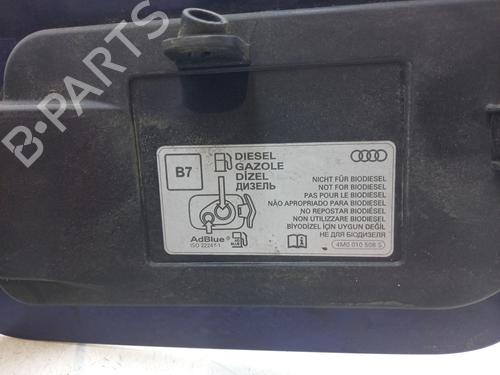 B-PARTS
B7
DIESEL
GAZOLE
DİZEL
ДИЗЕЛЬ
NICHT FÜR BIODIESEL
NOT FOR BIODIESEL
PAS POUR LE BIODIESEL
NÃO APROPRIADO PARA BIODIESEL
NO REPOSTAR BIODIÉSEL
NON UTILIZZARE BIODIESEL
BİYODİZEL İÇİN UYGUN DEĞİL
НЕ ДЛЯ БИОДИЗЕЛЯ
AdBlue®
ISO 22241-1
4M0 010 508 S